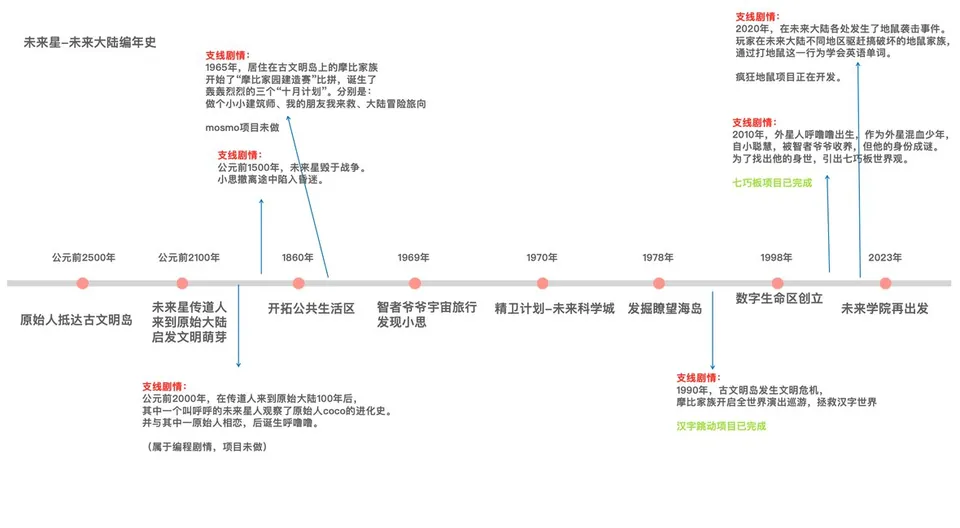 未来星-未来大陆编年史
支线剧情：
1965年，居住在古文明岛上的摩比家族
开始了“摩比家园建造赛”比拼，诞生了
轰轰烈烈的三个“十月计划”。分别是：
做个小小建筑师、我的朋友我来救、大陆冒险旅向
mosmo项目未做
支线剧情：
公元前1500年，未来星毁于战争。
小思撤离途中陷入昏迷。
支线剧情：
2020年，在未来大陆各处发生了地鼠袭击事件。
玩家在未来大陆不同地区驱赶搞破坏的地鼠家族，
通过打地鼠这一行为学会英语单词。
疯狂地鼠项目正在开发。
支线剧情：
2010年，外星人呼噜噜出生，作为外星混血少年，
自小聪慧，被智者爷爷收养，但他的身份成谜。
为了找出他的身世，引出七巧板世界观。
七巧板项目已完成
公元前2500年
公元前2100年
1860年
1969年
1970年
1978年
1998年
2023年
原始人抵达古文明岛
未来星传道人
来到原始大陆
启发文明萌芽
开拓公共生活区
智者爷爷宇宙旅行
发现小思
精卫计划-未来科学城
发掘瞭望海岛
数字生命区创立
未来学院再出发
支线剧情：
公元前2000年，在传道人来到原始大陆100年后，
其中一个叫呼呼的未来星人观察了原始人coco的进化史。
并与其中一原始人相恋，后诞生呼噜噜。
（属于编程剧情，项目未做）
支线剧情：
1990年，古文明岛发生文明危机，
摩比家族开启全世界演出巡游，拯救汉字世界
汉字跳动项目已完成